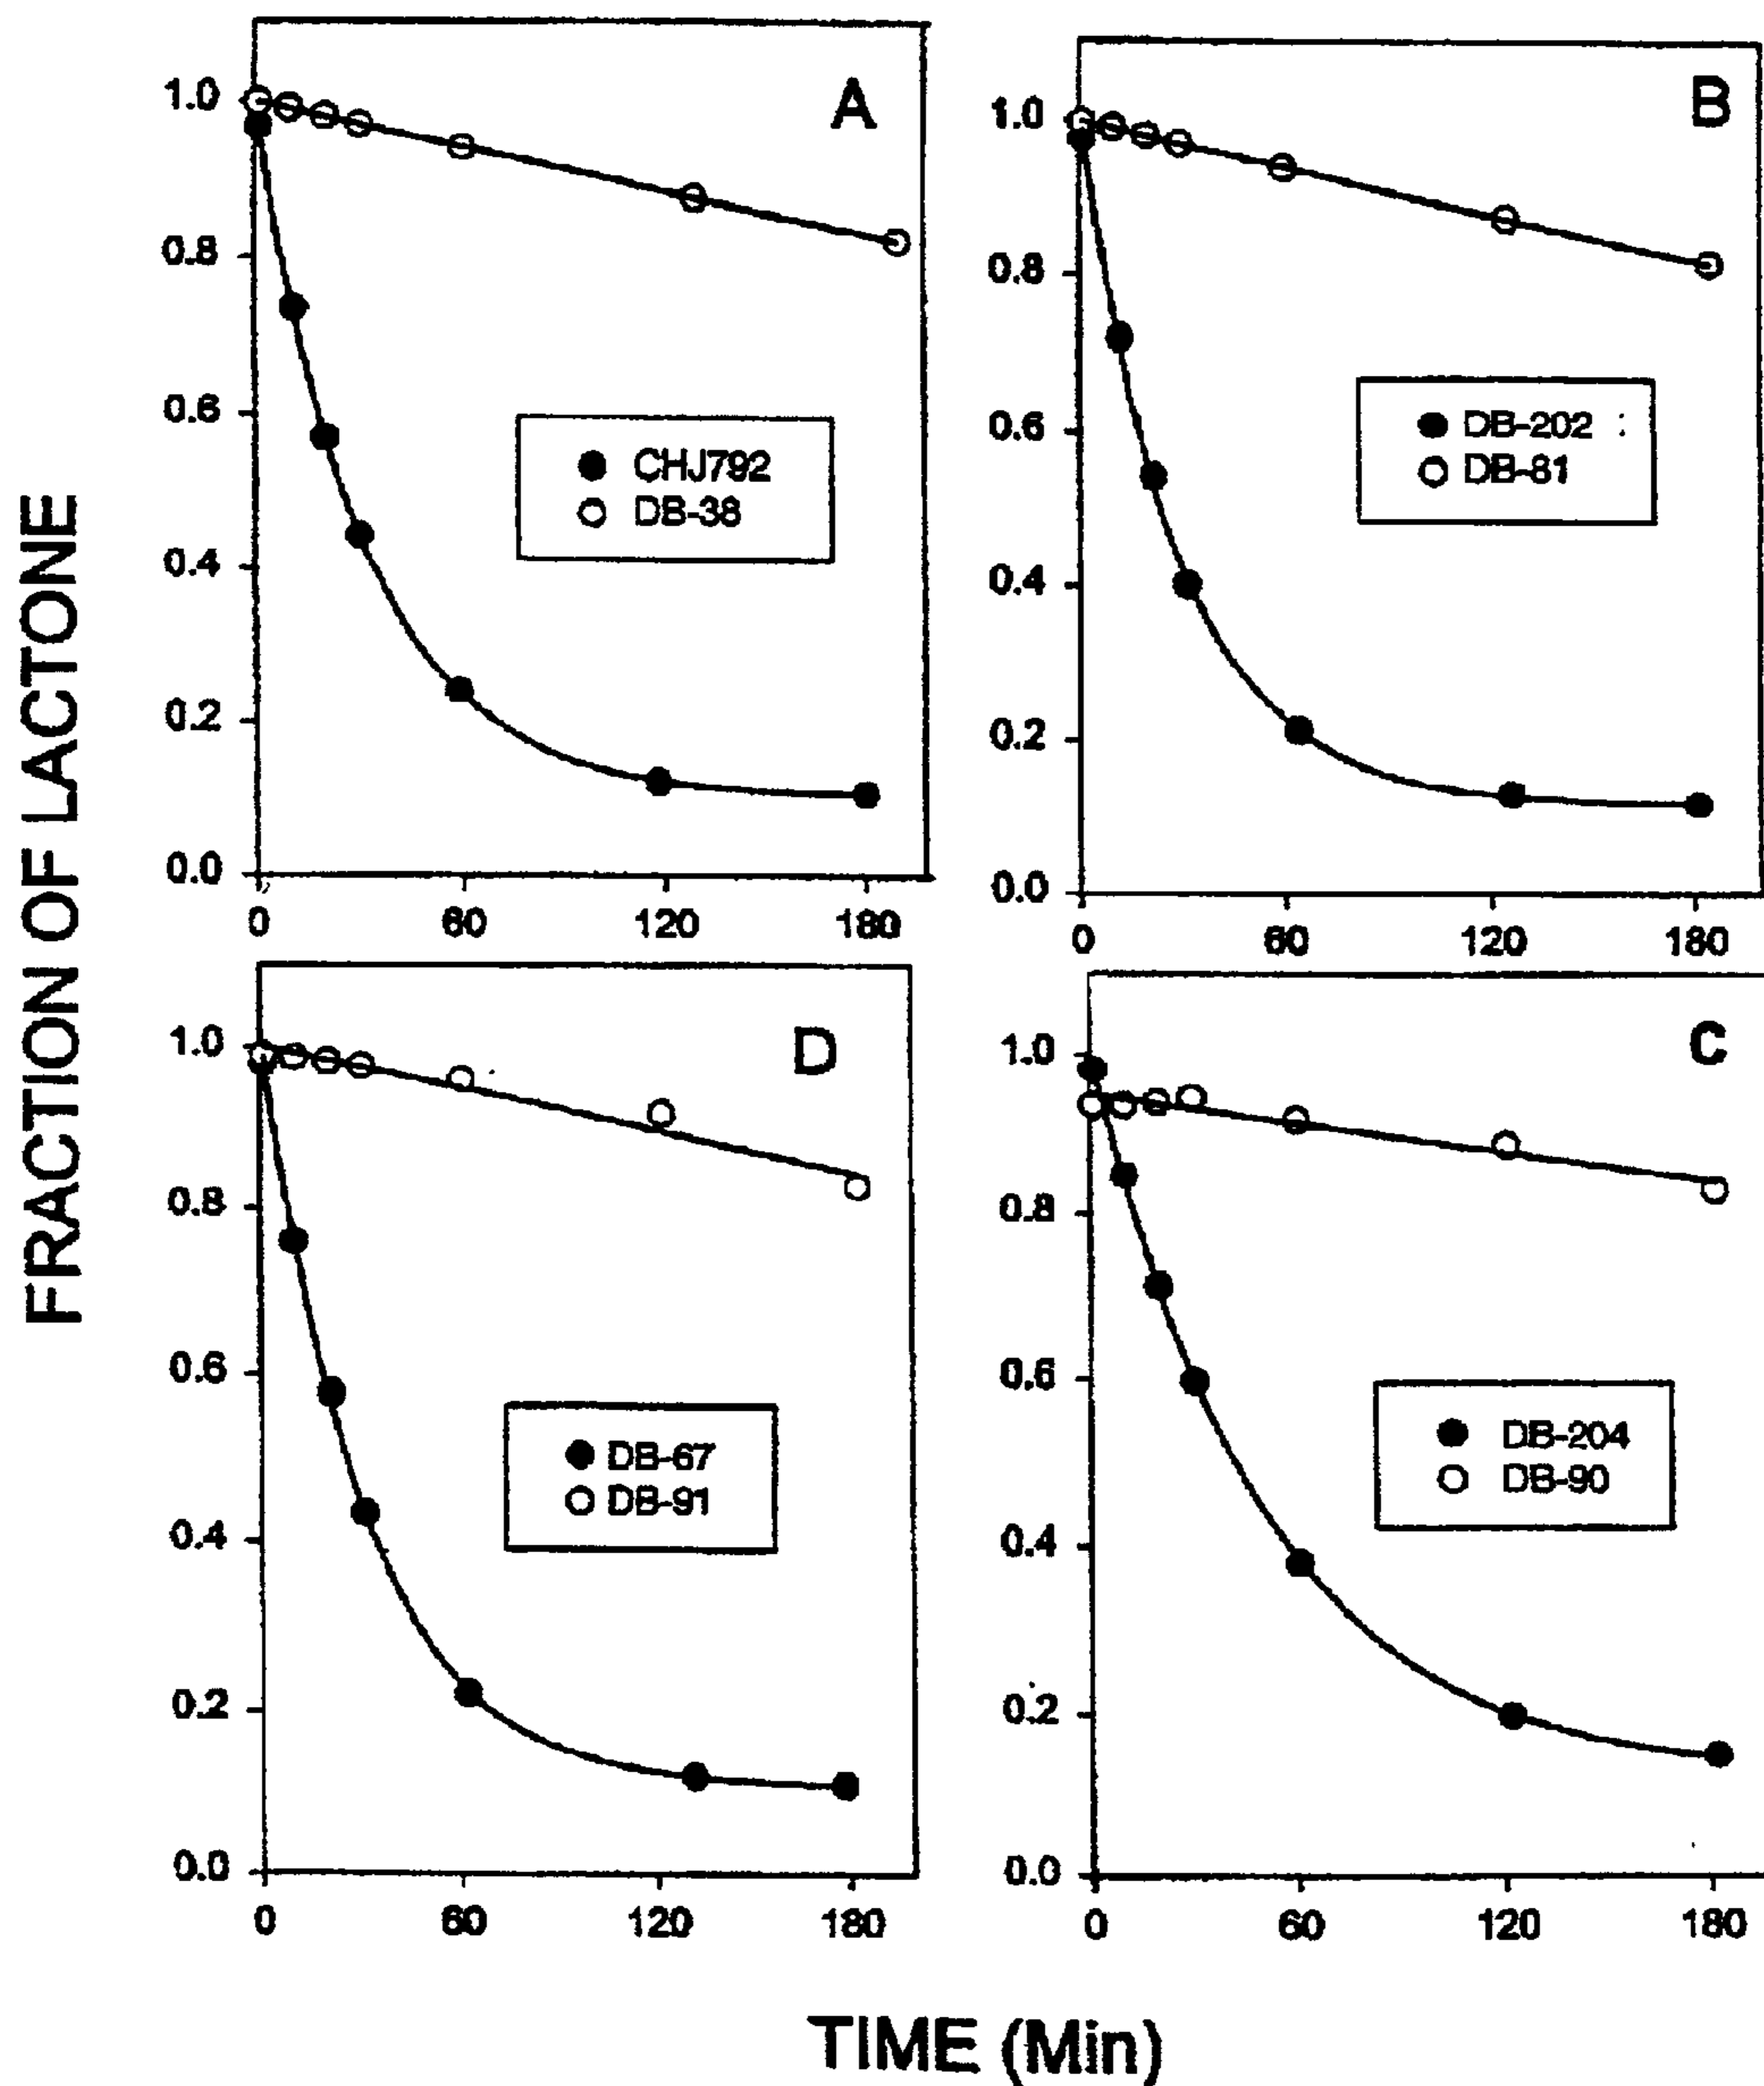 FRACTION OF LACTONE
A
1.0
0.8
0.6
0.4
0.2
0.0
CHJ792
DB-38
0 60 120 180
B
1.0
0.8
0.6
0.4
0.2
0.0
DB-202
DB-81
0 60 120 180
D
1.0
0.8
0.6
0.4
0.2
0.0
DB-67
DB-91
0 60 120 180
C
1.0
0.8
0.6
0.4
0.2
0.0
DB-204
DB-90
0 60 120 180
TIME (Min)